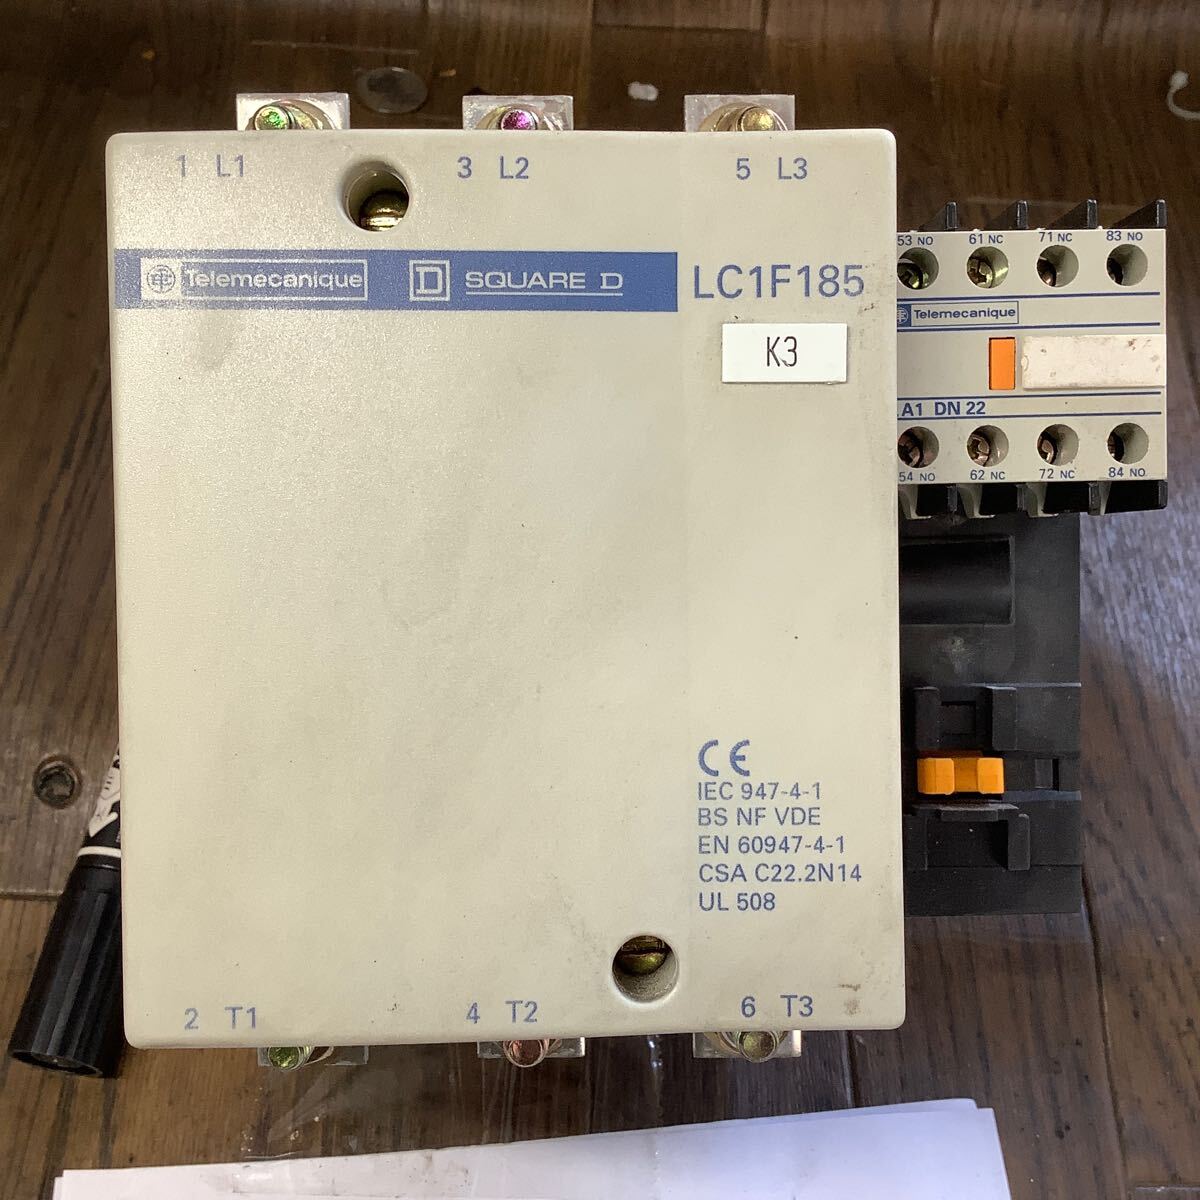 1 L1 3 L2 5 L3
Telemécanique D SQUARE D LC1F185
K3
53 NO 61 NC 71 NC 83 NO
Telemecanique
A1 DN 22
54 NO 62 NC 72 NC 84 NO
CE
IEC 947-4-1
BS NF VDE
EN 60947-4-1
CSA C22.2N14
UL 508
2 T1 4 T2 6 T3